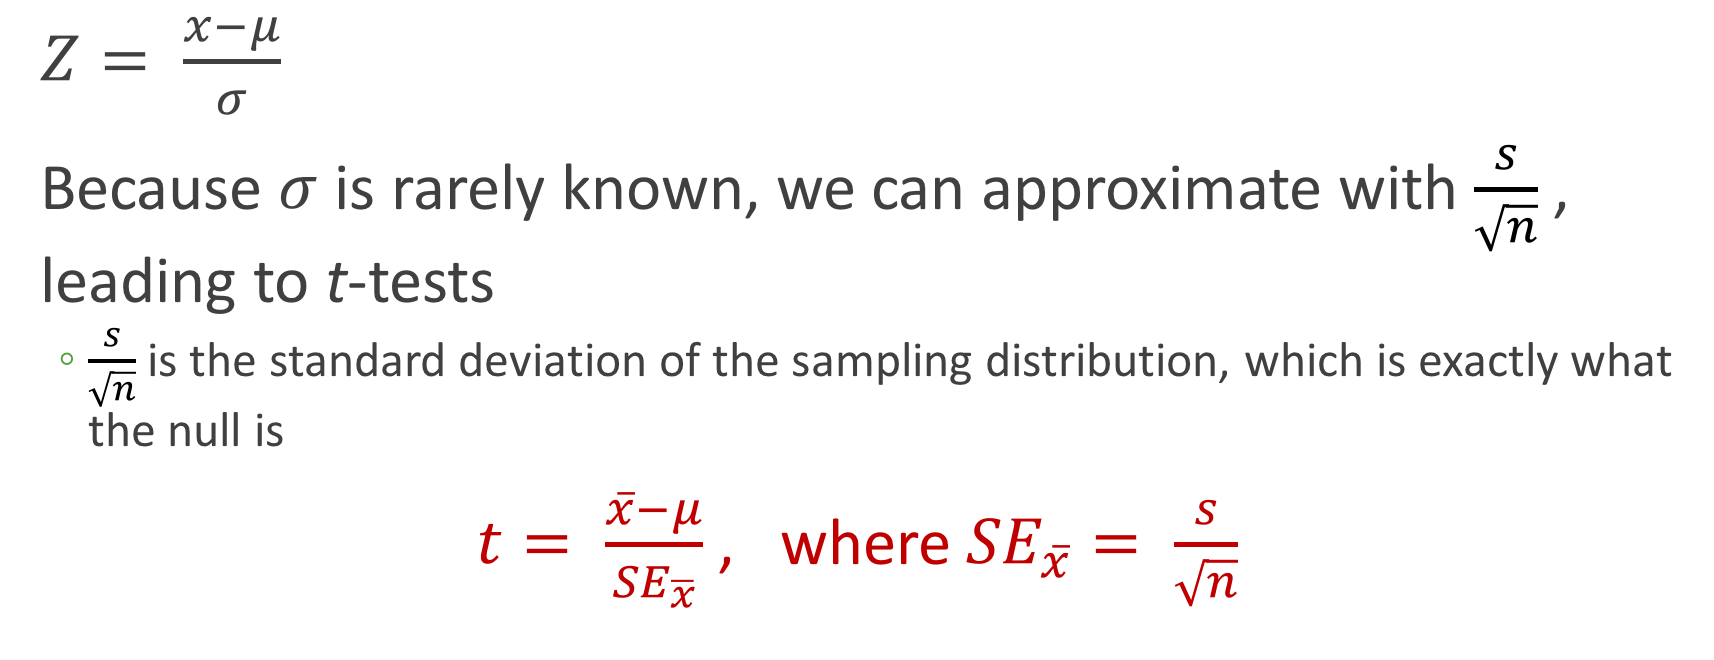 Z = (x−μ)/σ
Because σ is rarely known, we can approximate with s/√n ,
leading to t-tests
◦ s/√n is the standard deviation of the sampling distribution, which is exactly what
the null is
t = (x̄−μ)/SE_x̄ , where SE_x̄ = s/√n